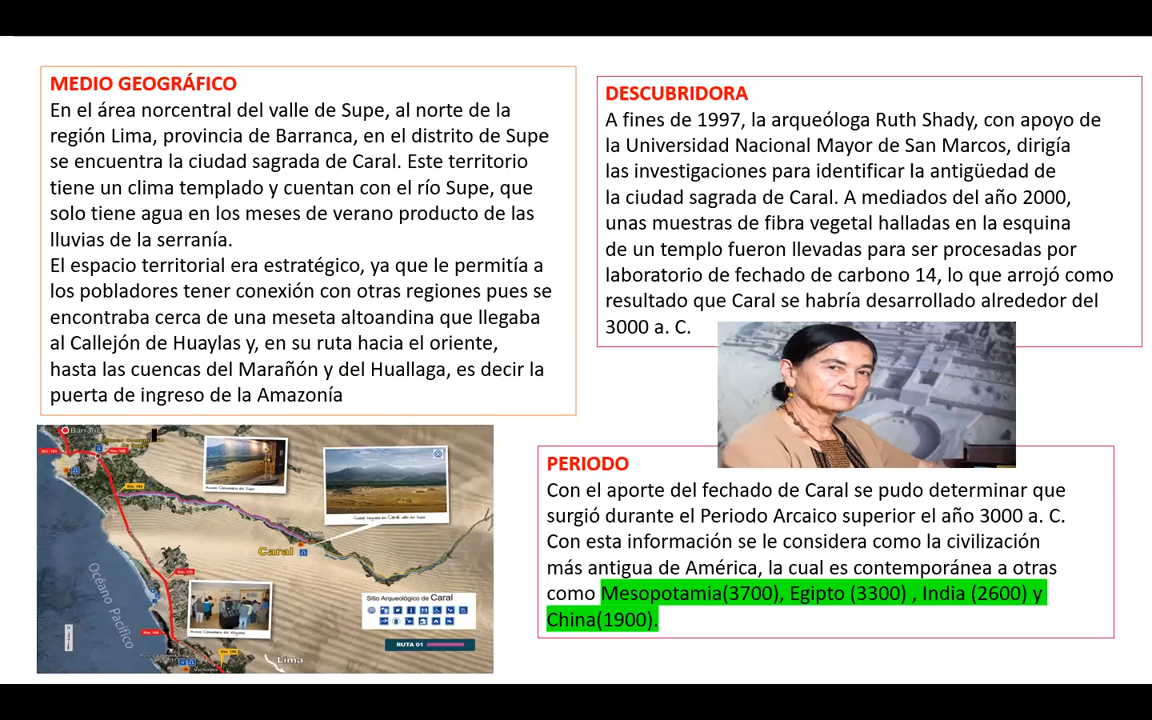 MEDIO GEOGRÁFICO
En el área norcentral del valle de Supe, al norte de la
región Lima, provincia de Barranca, en el distrito de Supe
se encuentra la ciudad sagrada de Caral. Este territorio
tiene un clima templado y cuentan con el río Supe, que
solo tiene agua en los meses de verano producto de las
lluvias de la serranía.
El espacio territorial era estratégico, ya que le permitía a
los pobladores tener conexión con otras regiones pues se
encontraba cerca de una meseta altoandina que llegaba
al Callejón de Huaylas y, en su ruta hacia el oriente,
hasta las cuencas del Marañón y del Huallaga, es decir la
puerta de ingreso de la Amazonía
DESCUBRIDORA
A fines de 1997, la arqueóloga Ruth Shady, con apoyo de
la Universidad Nacional Mayor de San Marcos, dirigía
las investigaciones para identificar la antigüedad de
la ciudad sagrada de Caral. A mediados del año 2000,
unas muestras de fibra vegetal halladas en la esquina
de un templo fueron llevadas para ser procesadas por
laboratorio de fechado de carbono 14, lo que arrojó como
resultado que Caral se habría desarrollado alrededor del
3000 a. C.
PERIODO
Con el aporte del fechado de Caral se pudo determinar que
surgió durante el Periodo Arcaico superior el año 3000 a. C.
Con esta información se le considera como la civilización
más antigua de América, la cual es contemporánea a otras
como Mesopotamia(3700), Egipto (3300) , India (2600) y
China(1900).
Barranca
Caral
Océano Pacífico
Sitio Arqueológico de Caral
RUTA 01
Lima